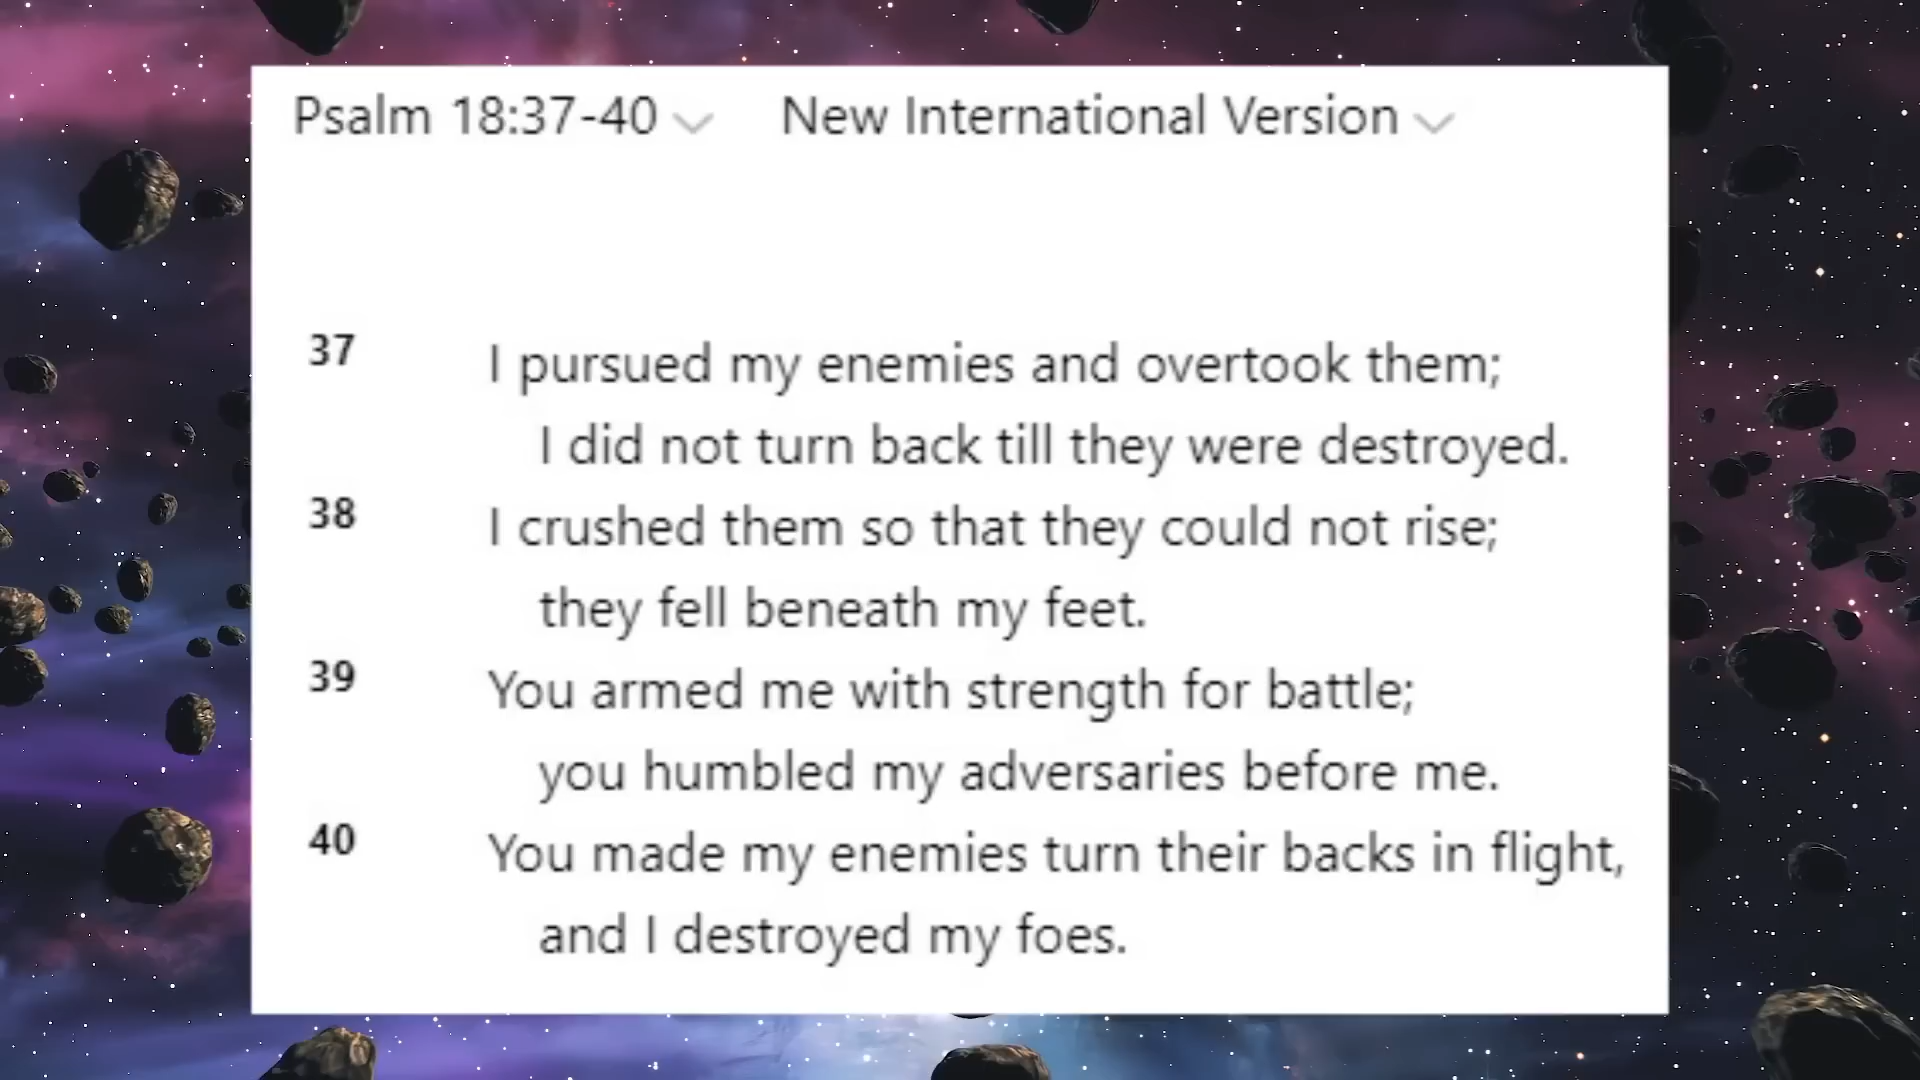 Psalm 18:37-40 New International Version
37 I pursued my enemies and overtook them;
I did not turn back till they were destroyed.
38 I crushed them so that they could not rise;
they fell beneath my feet.
39 You armed me with strength for battle;
you humbled my adversaries before me.
40 You made my enemies turn their backs in flight,
and I destroyed my foes.